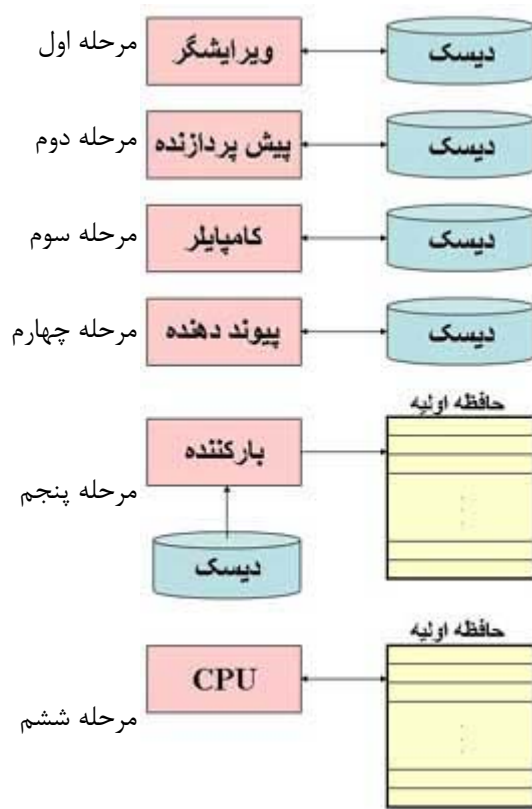 مرحله اول
ویرایشگر
دیسک
مرحله دوم
پیش پردازنده
دیسک
مرحله سوم
کامپایلر
دیسک
مرحله چهارم
پیوند دهنده
دیسک
حافظه اولیه
بارکننده
مرحله پنجم
دیسک
حافظه اولیه
CPU
مرحله ششم